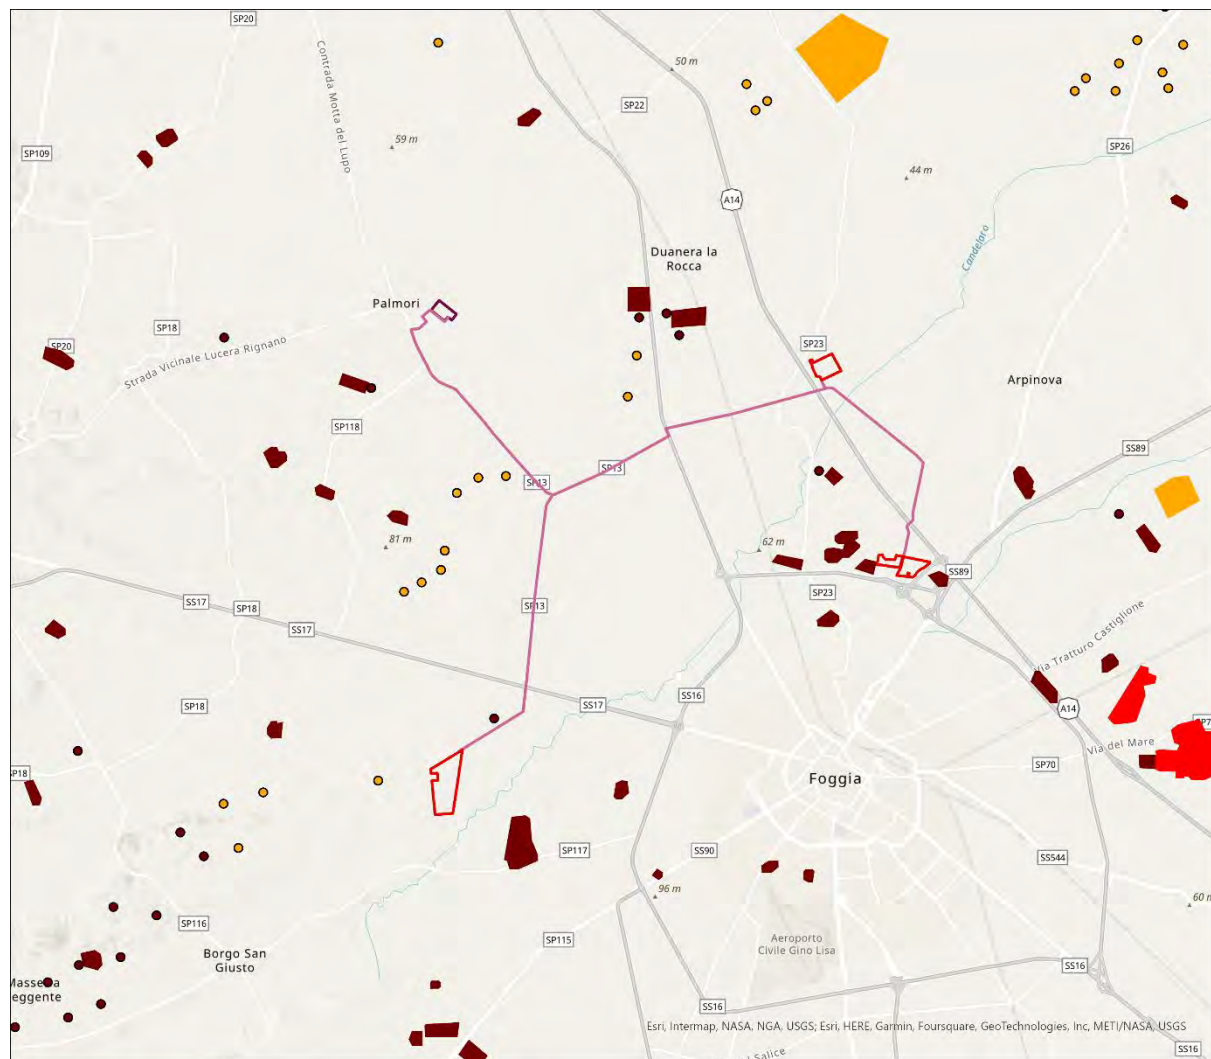 SP20
Contrada Motta del Lupo
50 m
SP22
59 m
SP109
SP26
44 m
A14
Candelaro
Duanera la
Rocca
Palmori
SP18
SP20
Strada Vicinale Lucera Rignano
SP23
Arpinova
SP118
SS89
SP13
SP13
81 m
62 m
SS89
SP23
SS17
SP18
SP13
SS17
Via Tratturo Castiglione
SP18
SS16
SS17
A14
SP7
Via del Mare
SP18
Foggia
SP70
SP117
SS90
SS544
96 m
60 m
SP116
SP115
Borgo San
Giusto
Aeroporto
Civile Gino Lisa
SS16
SS16
Esri, Intermap, NASA, NGA, USGS; Esri, HERE, Garmin, Foursquare, GeoTechnologies, Inc, METI/NASA, USGS
SS16
Salice